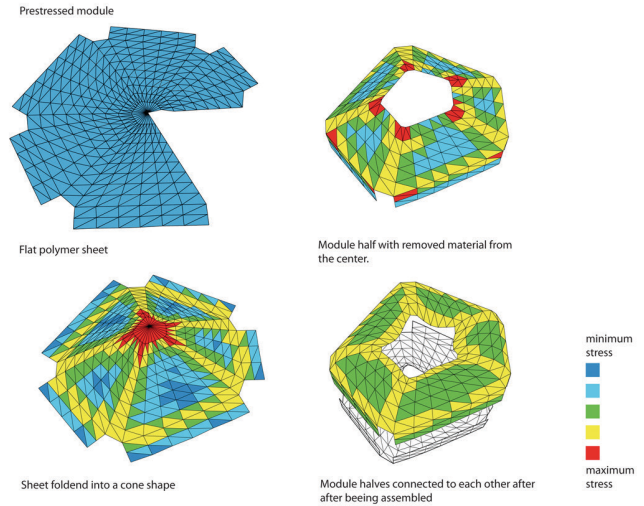 Prestressed module
Flat polymer sheet
Module half with removed material from
the center.
minimum
stress
maximum
stress
Sheet foldend into a cone shape
Module halves connected to each other after
after beeing assembled